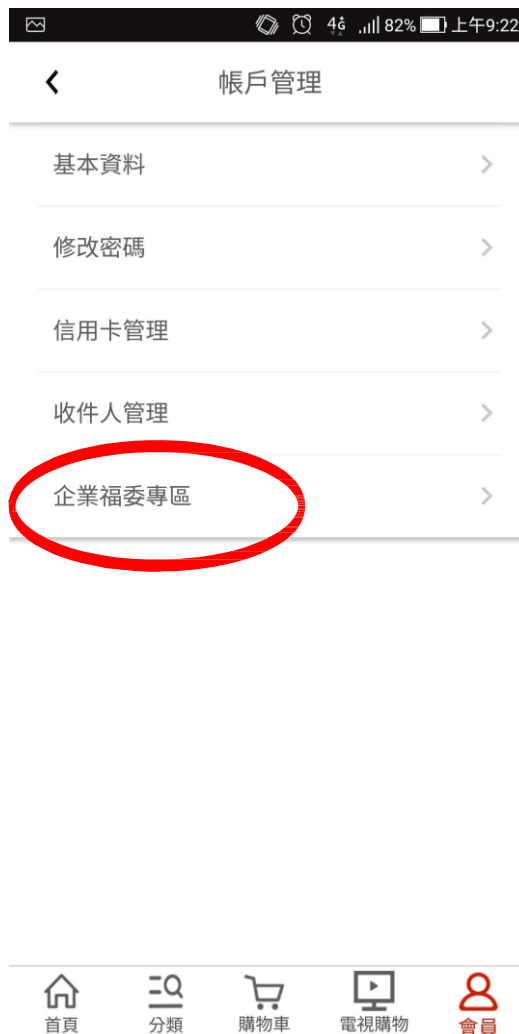 4G 82% 上午9:22
帳戶管理
基本資料
修改密碼
信用卡管理
收件人管理
企業福委專區
首頁 分類 購物車 電視購物 會員